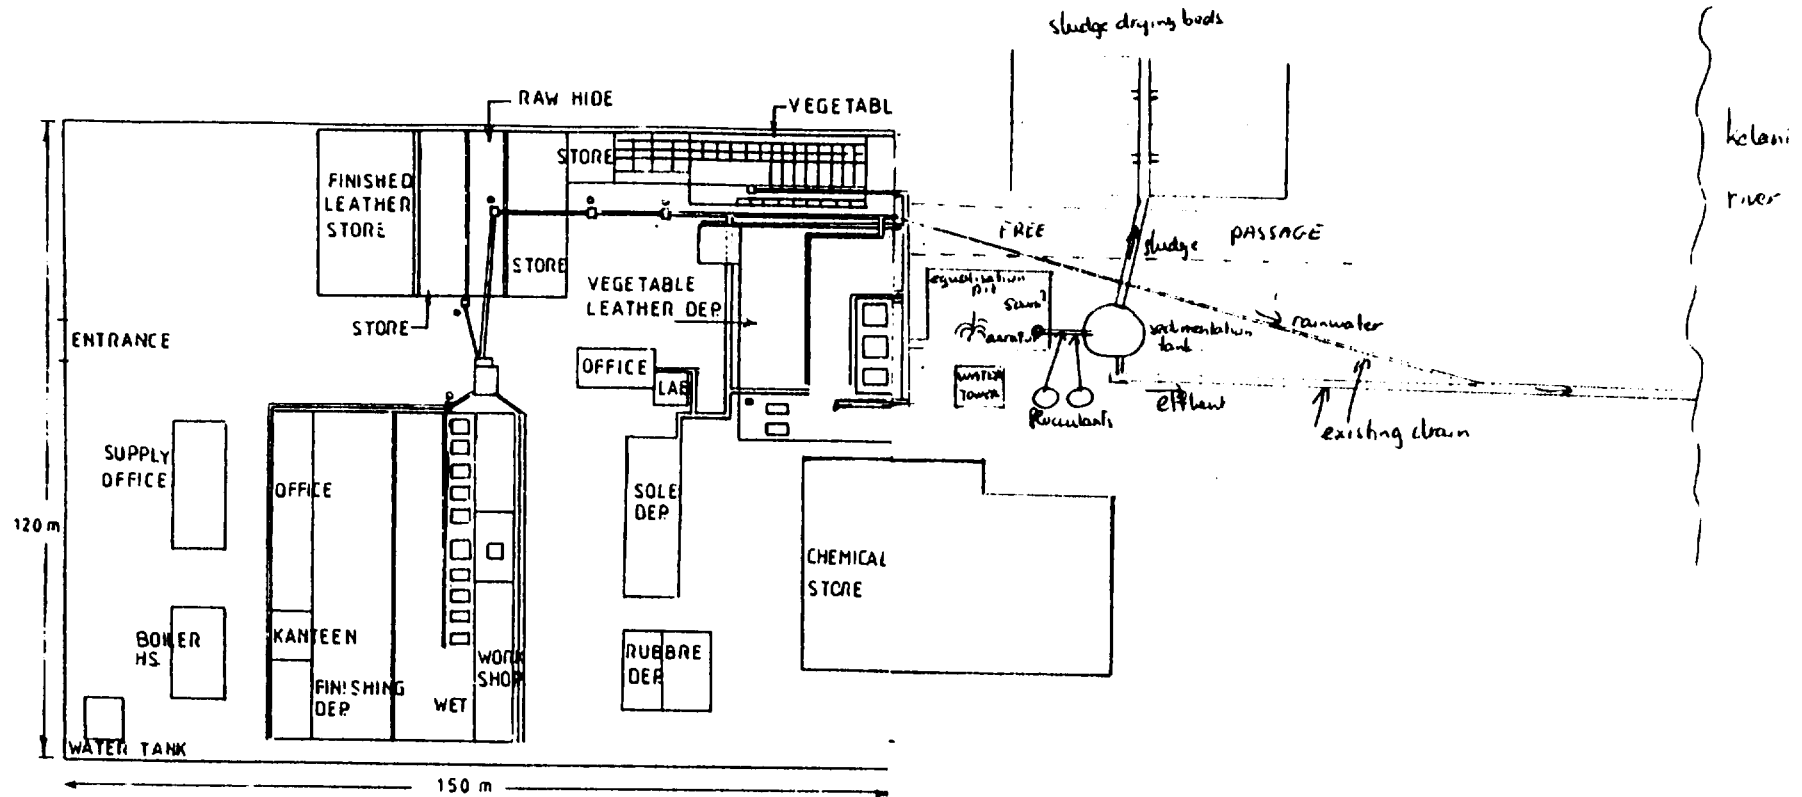 sludge drying beds
RAW HIDE
VEGETABL
STORE
FINISHED
LEATHER
STORE
STORE
STORE
VEGETABLE
LEATHER DEP.
ENTRANCE
OFFICE
LAB
FREE PASSAGE
sludge
equalisation
pit
rainwater
sedimentation
tank
WATER
TOWER
flocculants
effluent
existing drain
kelani
river
SUPPLY
OFFICE
OFFICE
SOLE
DEP.
120 m
CHEMICAL
STORE
BOILER
HS.
KANTEEN
WORK
SHOP
RUBBRE
DEP.
FINISHING
DEP.
WET
WATER TANK
150 m